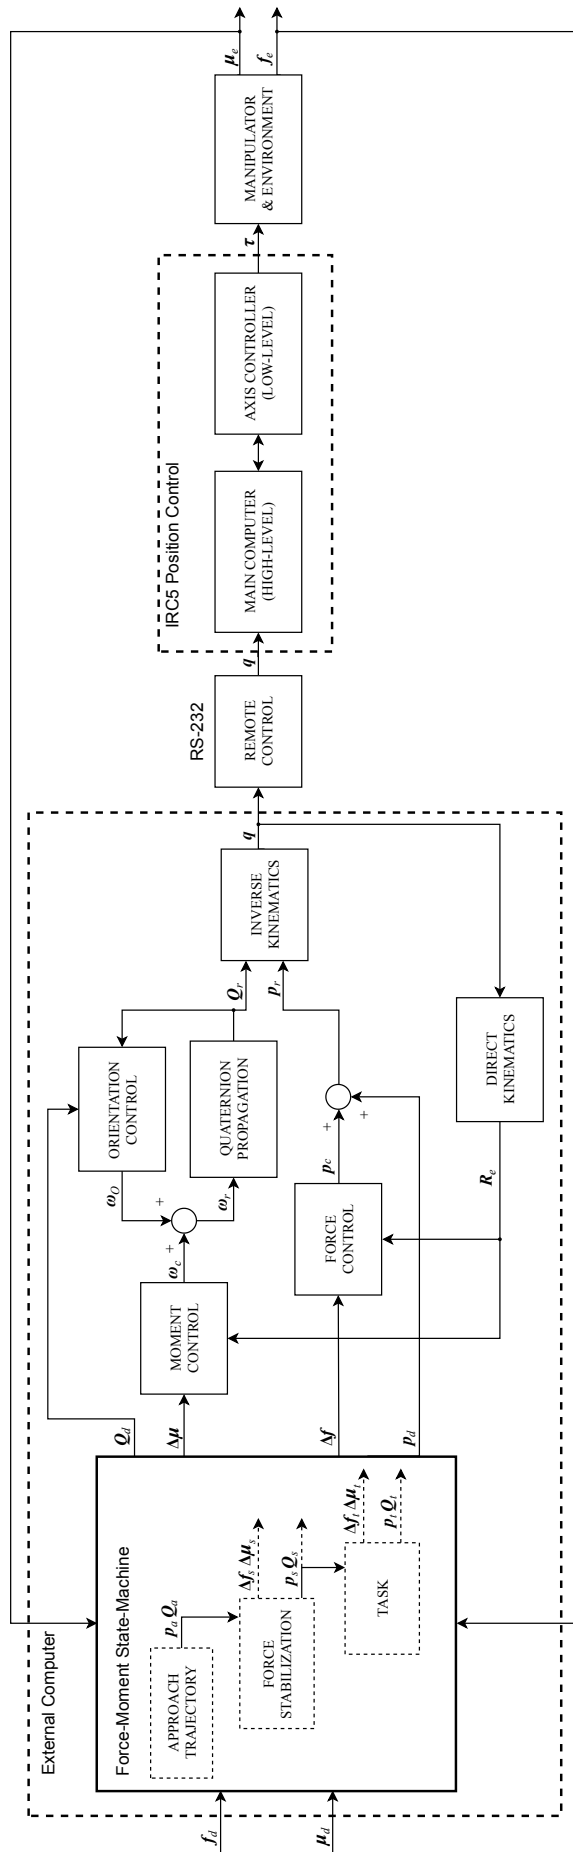 External Computer
Force-Moment State-Machine
f_d
μ_d
APPROACH
TRAJECTORY
p_a Q_a
FORCE
STABILIZATION
Δf_s Δμ_s
p_s Q_s
TASK
Δf_t Δμ_t
p_t Q_t
Q_d
Δμ
Δf
p_d
MOMENT
CONTROL
ω_c
+
+
ω_O
ω_r
ORIENTATION
CONTROL
QUATERNION
PROPAGATION
Q_r
FORCE
CONTROL
p_c
+
+
p_r
R_e
DIRECT
KINEMATICS
INVERSE
KINEMATICS
q
RS-232
REMOTE
CONTROL
q
IRC5 Position Control
MAIN COMPUTER
(HIGH-LEVEL)
AXIS CONTROLLER
(LOW-LEVEL)
τ
MANIPULATOR
& ENVIRONMENT
μ_e
f_e